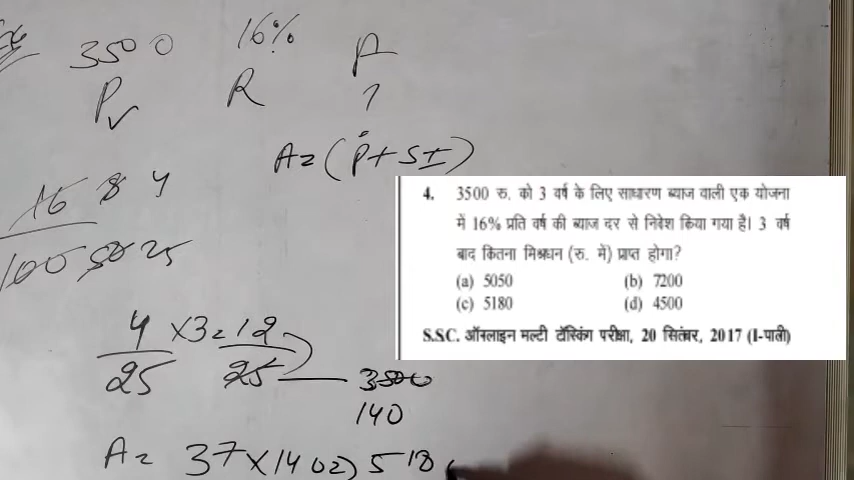 3500 16% A
P R ?
A = (P + SI)
16 8 4
100 50 25
4/25 × 3 = 12/25 3500
140
A = 37 × 140 = 518
4. 3500 रु. को 3 वर्ष के लिए साधारण ब्याज वाली एक योजना
में 16% प्रति वर्ष की ब्याज दर से निवेश किया गया है। 3 वर्ष
बाद कितना मिश्रधन (रु. में) प्राप्त होगा?
(a) 5050 (b) 7200
(c) 5180 (d) 4500
S.S.C. ऑनलाइन मल्टी टॉस्किंग परीक्षा, 20 सितंबर, 2017 (I-पाली)